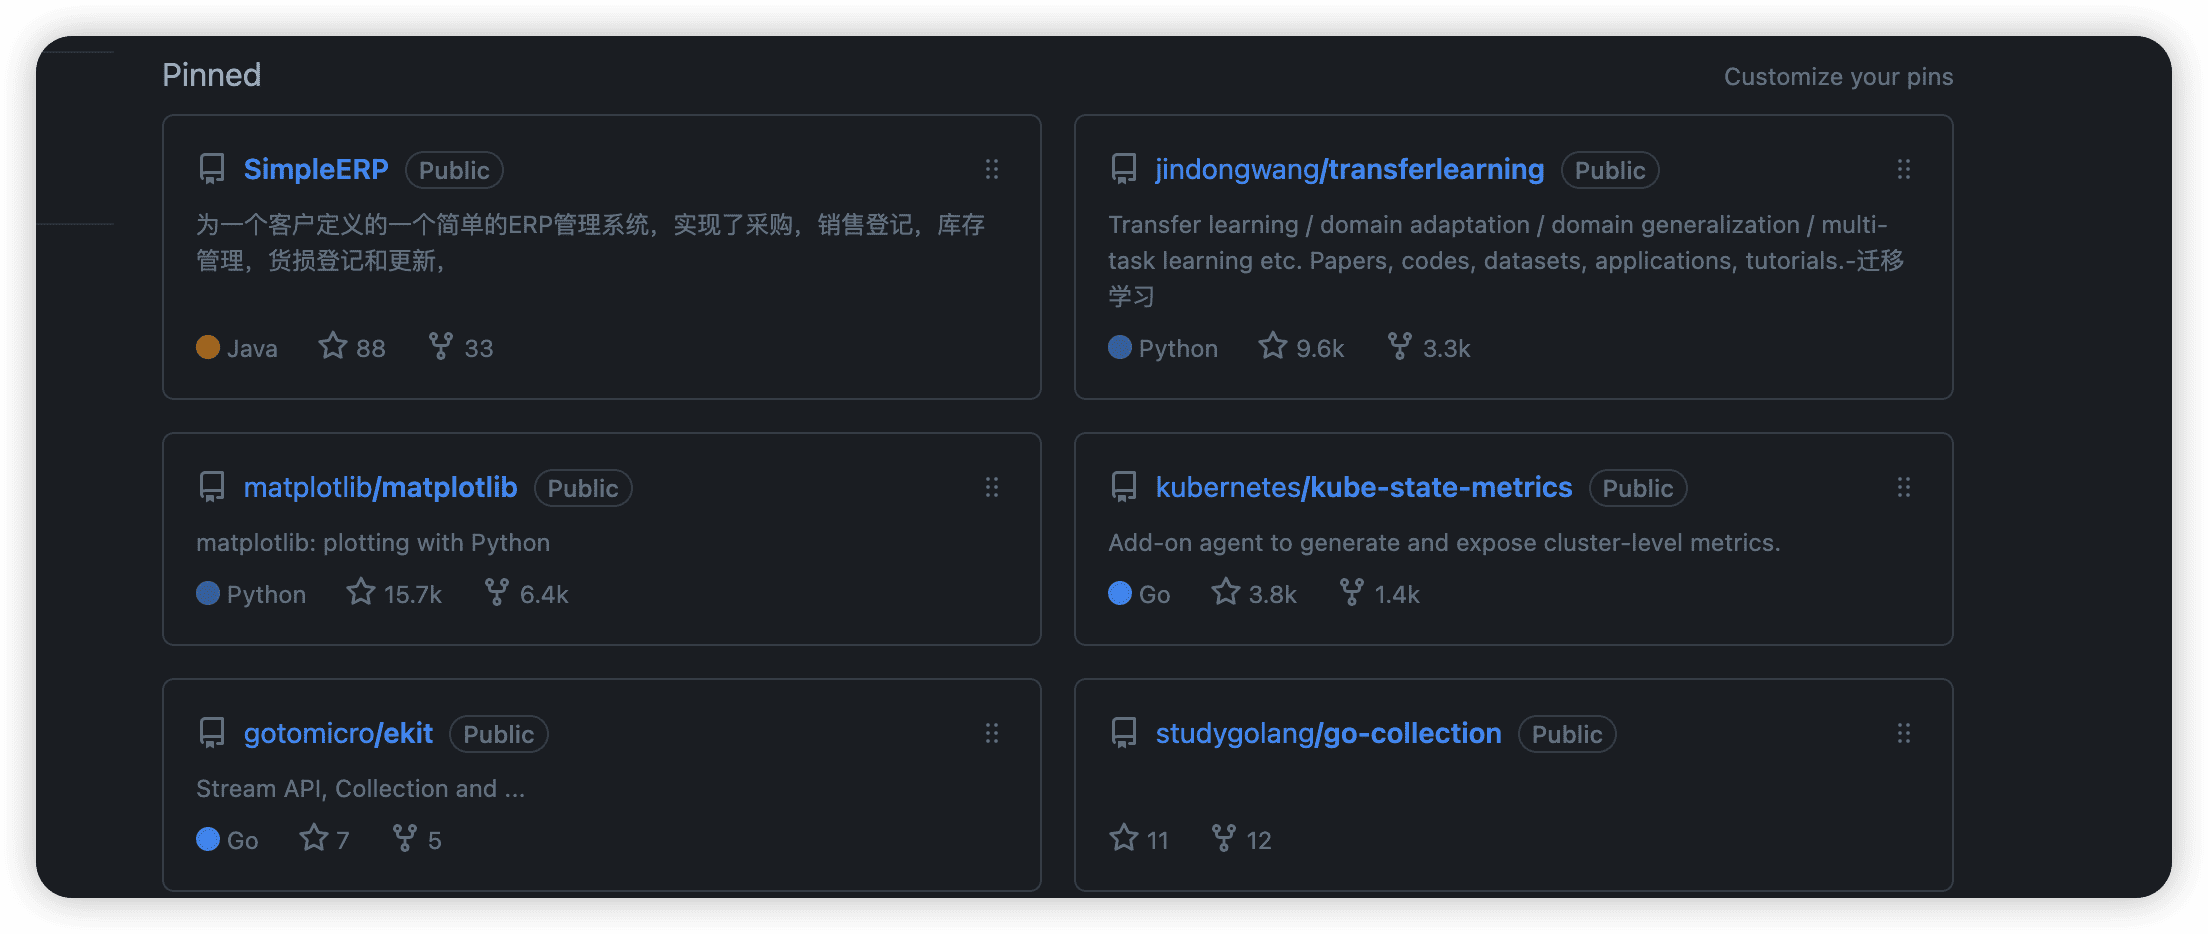 Pinned
Customize your pins
SimpleERP Public
为一个客户定义的一个简单的ERP管理系统，实现了采购，销售登记，库存
管理，货损登记和更新，
Java 88 33
jindongwang/transferlearning Public
Transfer learning / domain adaptation / domain generalization / multi-
task learning etc. Papers, codes, datasets, applications, tutorials.-迁移
学习
Python 9.6k 3.3k
matplotlib/matplotlib Public
matplotlib: plotting with Python
Python 15.7k 6.4k
kubernetes/kube-state-metrics Public
Add-on agent to generate and expose cluster-level metrics.
Go 3.8k 1.4k
gotomicro/ekit Public
Stream API, Collection and ...
Go 7 5
studygolang/go-collection Public
11 12